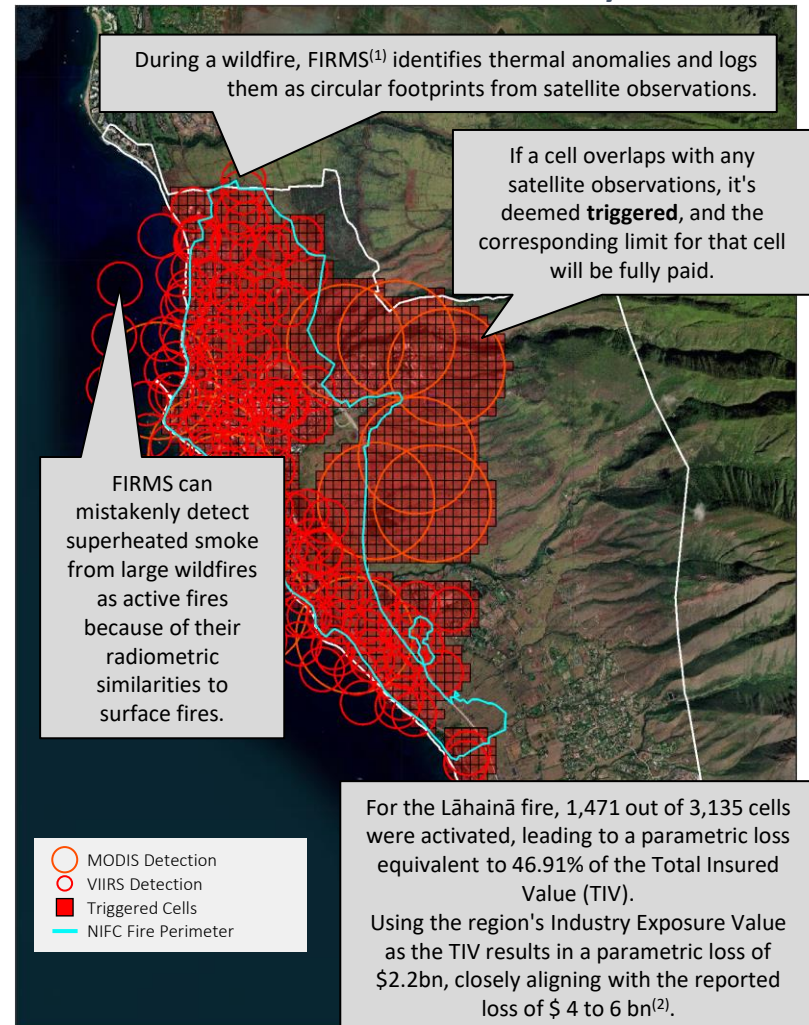 During a wildfire, FIRMS(1) identifies thermal anomalies and logs
them as circular footprints from satellite observations.
If a cell overlaps with any
satellite observations, it's
deemed triggered, and the
corresponding limit for that cell
will be fully paid.
FIRMS can
mistakenly detect
superheated smoke
from large wildfires
as active fires
because of their
radiometric
similarities to
surface fires.
For the Lāhainā fire, 1,471 out of 3,135 cells
were activated, leading to a parametric loss
equivalent to 46.91% of the Total Insured
Value (TIV).
Using the region's Industry Exposure Value
as the TIV results in a parametric loss of
$2.2bn, closely aligning with the reported
loss of $ 4 to 6 bn(2).
MODIS Detection
VIIRS Detection
Triggered Cells
NIFC Fire Perimeter